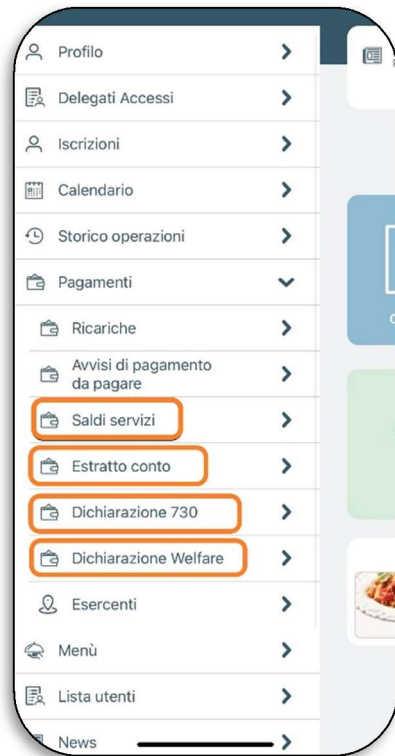 Profilo
Delegati Accessi
Iscrizioni
Calendario
Storico operazioni
Pagamenti
Ricariche
Avvisi di pagamento
da pagare
Saldi servizi
Estratto conto
Dichiarazione 730
Dichiarazione Welfare
Esercenti
Menù
Lista utenti
News